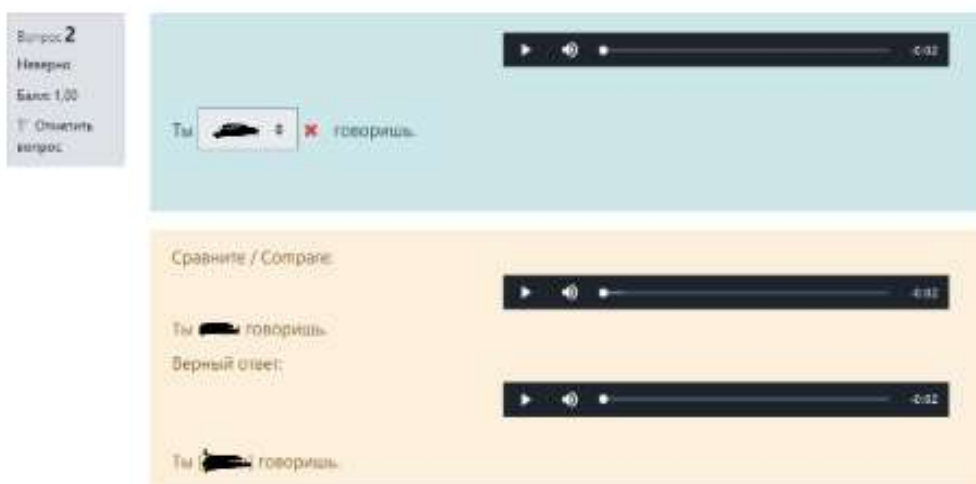 Вопрос 2
Неверно
Балл: 1,00
Отметить
вопрос
-0:02
Ты говоришь.
Сравните / Compare:
-0:02
Ты говоришь.
Верный ответ:
-0:02
Ты [ ] говоришь.